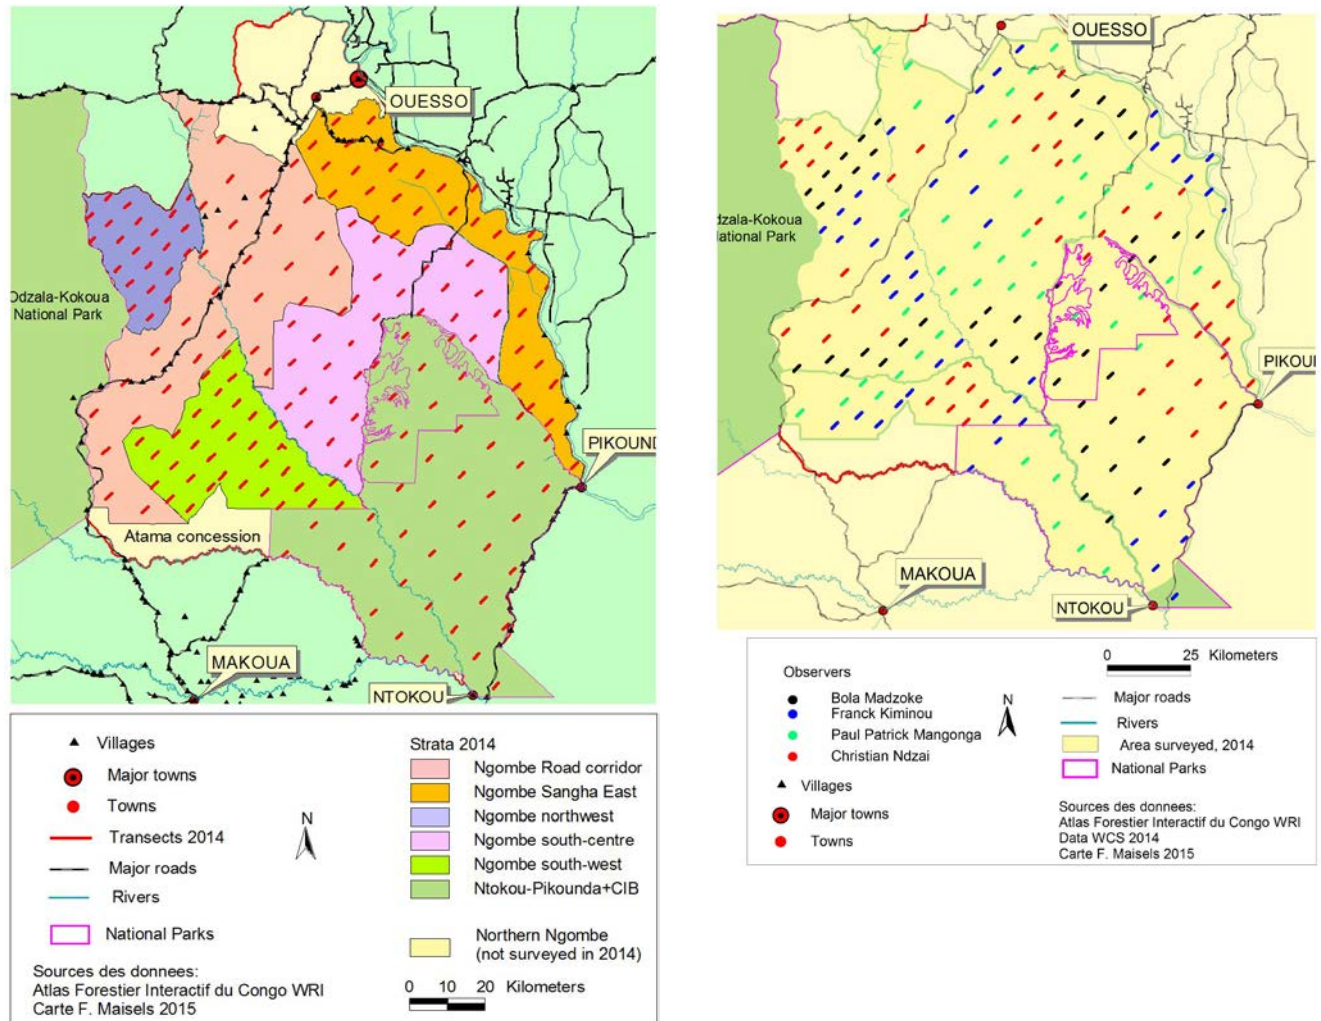 OUESSO
Odzala-Kokoua
National Park
PIKOUND
Atama concession
MAKOUA
NTOKOU
Villages
Major towns
Towns
Transects 2014
Major roads
Rivers
National Parks
Sources des donnees:
Atlas Forestier Interactif du Congo WRI
Carte F. Maisels 2015
N
Strata 2014
Ngombe Road corridor
Ngombe Sangha East
Ngombe northwest
Ngombe south-centre
Ngombe south-west
Ntokou-Pikounda+CIB
Northern Ngombe
(not surveyed in 2014)
0 10 20 Kilometers
OUESSO
dzala-Kokoua
National Park
PIKOUN
MAKOUA
NTOKOU
Observers
Bola Madzoke
Franck Kiminou
Paul Patrick Mangonga
Christian Ndzai
Villages
Major towns
Towns
N
0 25 Kilometers
Major roads
Rivers
Area surveyed, 2014
National Parks
Sources des donnees:
Atlas Forestier Interactif du Congo WRI
Data WCS 2014
Carte F. Maisels 2015